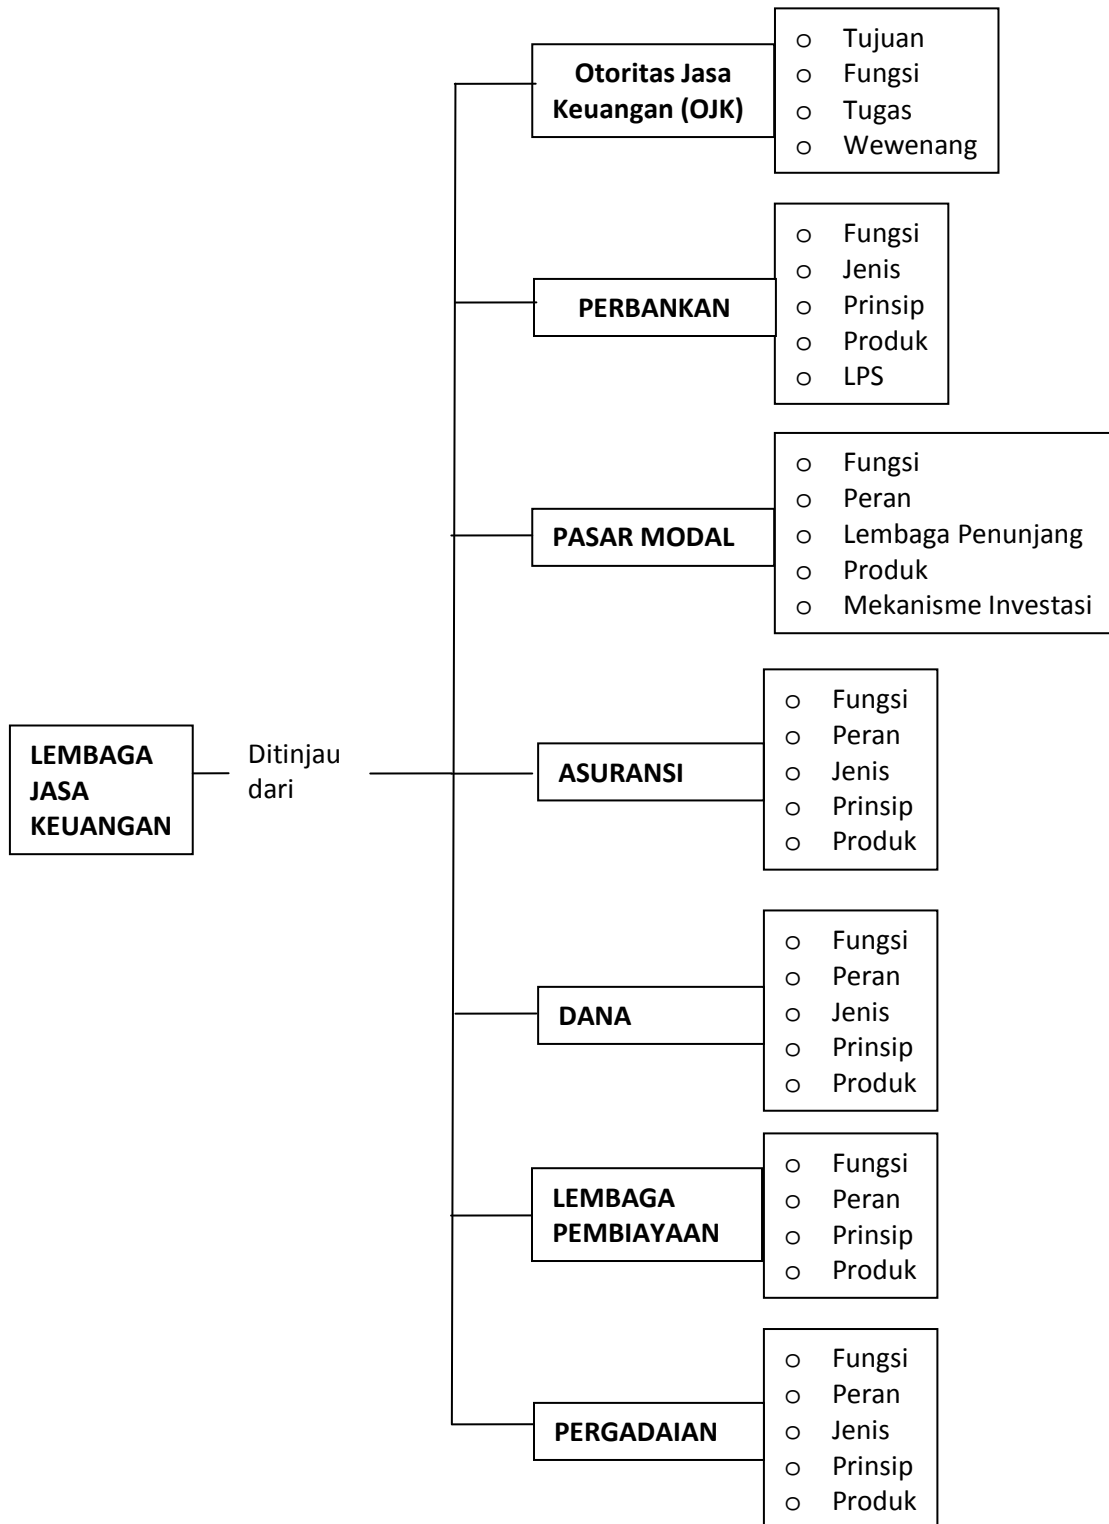 Otoritas Jasa
Keuangan (OJK)
o Tujuan
o Fungsi
o Tugas
o Wewenang
PERBANKAN
o Fungsi
o Jenis
o Prinsip
o Produk
o LPS
PASAR MODAL
o Fungsi
o Peran
o Lembaga Penunjang
o Produk
o Mekanisme Investasi
LEMBAGA
JASA
KEUANGAN
Ditinjau
dari
ASURANSI
o Fungsi
o Peran
o Jenis
o Prinsip
o Produk
DANA
o Fungsi
o Peran
o Jenis
o Prinsip
o Produk
LEMBAGA
PEMBIAYAAN
o Fungsi
o Peran
o Prinsip
o Produk
PERGADAIAN
o Fungsi
o Peran
o Jenis
o Prinsip
o Produk